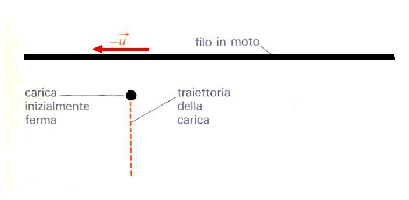 −u
filo in moto
carica
inizialmente
ferma
traiettoria
della
carica